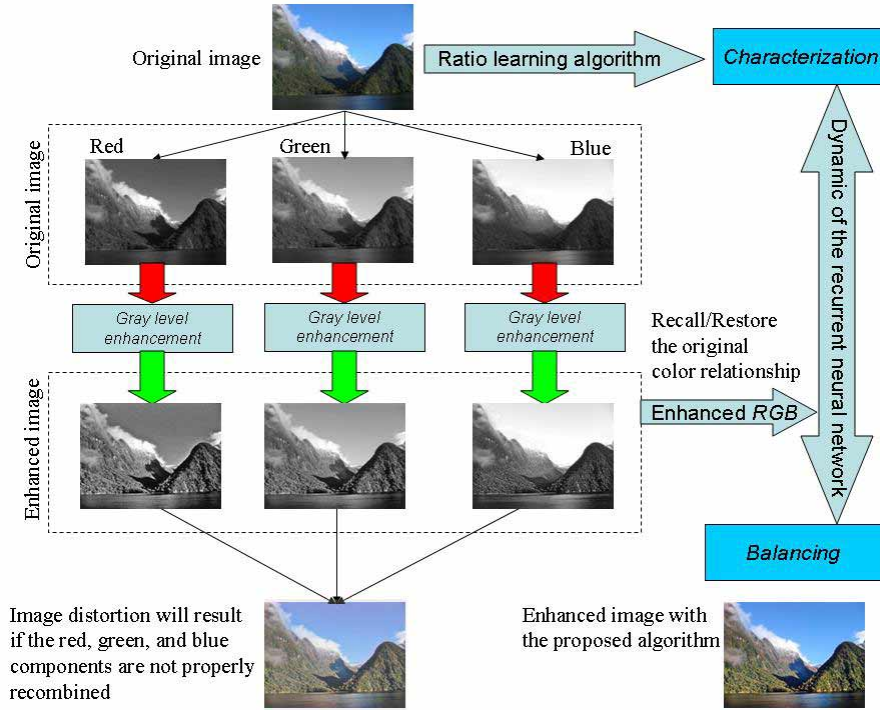 Original image
Ratio learning algorithm
Characterization
Original image
Red
Green
Blue
Gray level
enhancement
Gray level
enhancement
Gray level
enhancement
Recall/Restore
the original
color relationship
Dynamic of the recurrent neural network
Enhanced image
Enhanced RGB
Balancing
Image distortion will result
if the red, green, and blue
components are not properly
recombined
Enhanced image with
the proposed algorithm